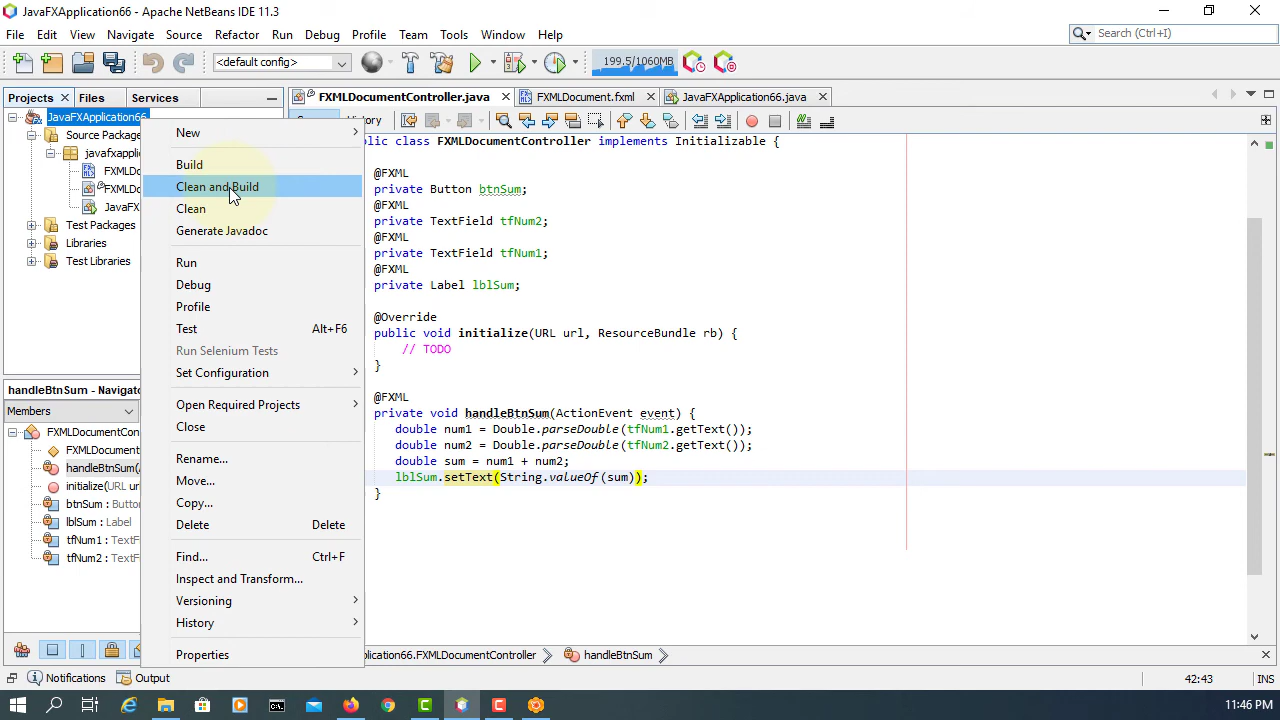 JavaFXApplication66 - Apache NetBeans IDE 11.3
File Edit View Navigate Source Refactor Run Debug Profile Team Tools Window Help
Search (Ctrl+I)
<default config>
199.5/1060MB
Projects Files Services
FXMLDocumentController.java FXMLDocument.fxml JavaFXApplication66.java
History
JavaFXApplication66
Source Package
javafxapplic
FXMLDo
FXMLDo
JavaFX
Test Packages
Libraries
Test Libraries
New
Build
Clean and Build
Clean
Generate Javadoc
Run
Debug
Profile
Test Alt+F6
Run Selenium Tests
Set Configuration
Open Required Projects
Close
Rename...
Move...
Copy...
Delete Delete
Find... Ctrl+F
Inspect and Transform...
Versioning
History
Properties
ublic class FXMLDocumentController implements Initializable {
@FXML
private Button btnSum;
@FXML
private TextField tfNum2;
@FXML
private TextField tfNum1;
@FXML
private Label lblSum;
@Override
public void initialize(URL url, ResourceBundle rb) {
// TODO
}
@FXML
private void handleBtnSum(ActionEvent event) {
double num1 = Double.parseDouble(tfNum1.getText());
double num2 = Double.parseDouble(tfNum2.getText());
double sum = num1 + num2;
lblSum.setText(String.valueOf(sum));
}
handleBtnSum - Navig
Members
FXMLDocumentCon
FXMLDocument
handleBtnSum(A
initialize(URL ur
btnSum : Button
lblSum : Label
tfNum1 : TextF
tfNum2 : TextF
plication66.FXMLDocumentController handleBtnSum
Notifications Output
42:43 INS
11:46 PM